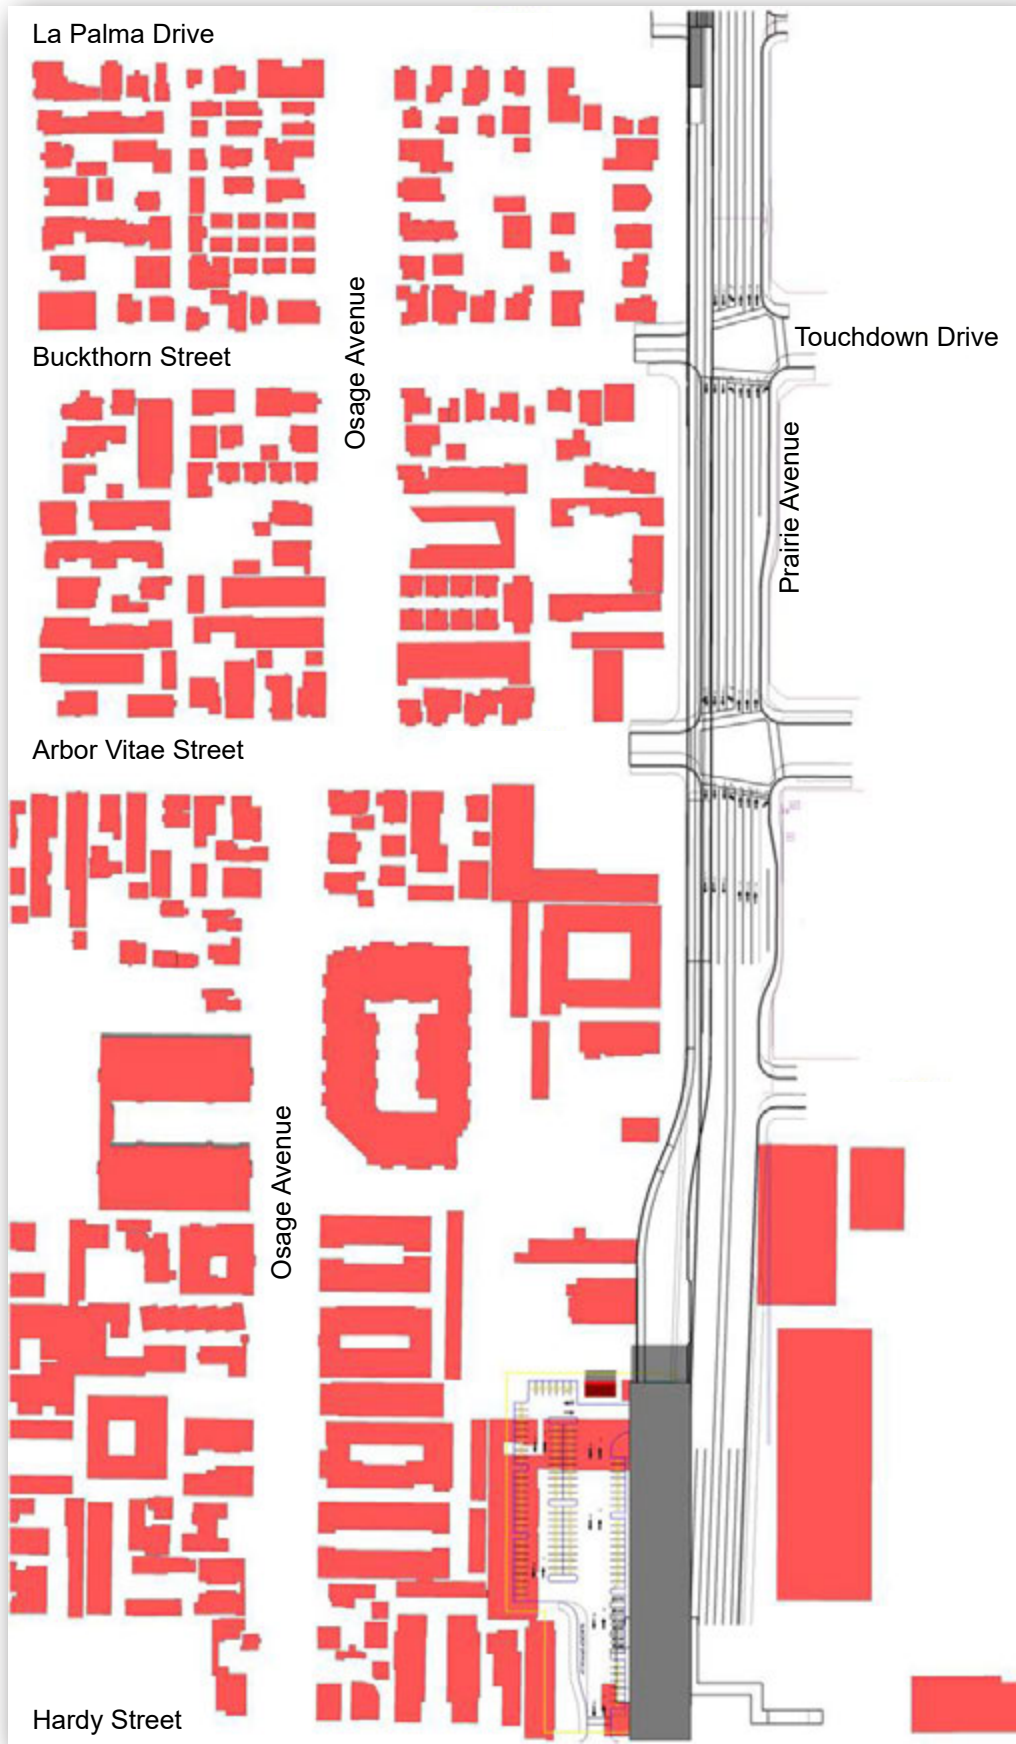 La Palma Drive
Osage Avenue
Buckthorn Street
Touchdown Drive
Prairie Avenue
Arbor Vitae Street
Osage Avenue
Hardy Street